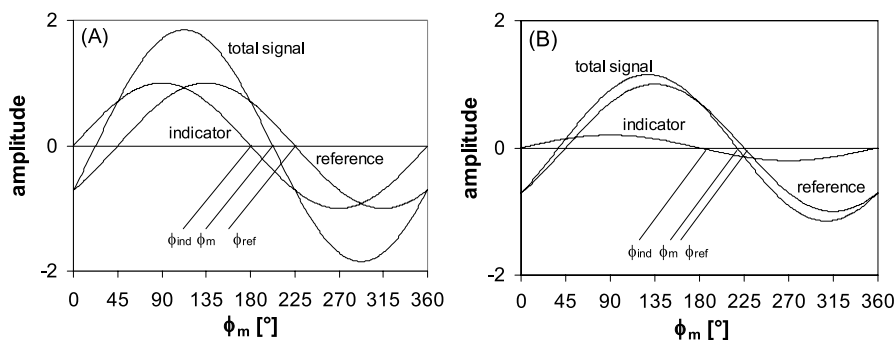 (A)
2
0
-2
amplitude
total signal
indicator
reference
ϕind ϕm ϕref
0 45 90 135 180 225 270 315 360
ϕm [°]
(B)
2
0
-2
amplitude
total signal
indicator
reference
ϕind ϕm ϕref
0 45 90 135 180 225 270 315 360
ϕm [°]